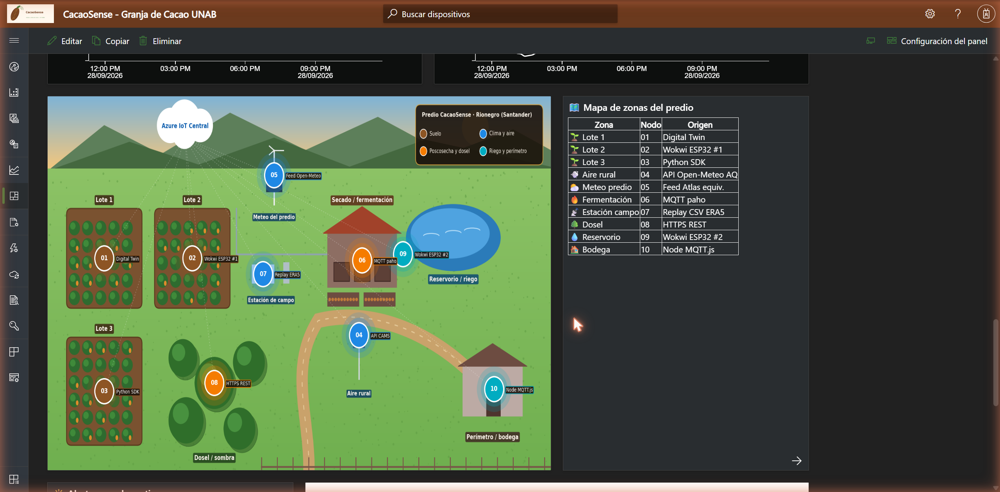 CacaoSense
CacaoSense - Granja de Cacao UNAB
Buscar dispositivos
Editar
Copiar
Eliminar
Configuración del panel
12:00 PM
28/09/2026
03:00 PM
06:00 PM
09:00 PM
28/09/2026
12:00 PM
28/09/2026
03:00 PM
06:00 PM
09:00 PM
28/09/2026
Azure IoT Central
Predio CacaoSense · Rionegro (Santander)
Suelo
Clima y aire
Poscosecha y dosel
Riego y perímetro
05
Feed Open-Meteo
Meteo del predio
Lote 1
Lote 2
Secado / fermentación
01
Digital Twin
02
Wokwi ESP32 #1
06
MQTT paho
09
Wokwi ESP32 #2
07
Replay ERA5
Reservorio / riego
Estación de campo
Lote 3
04
API CAMS
03
Python SDK
08
HTTPS REST
10
Node MQTT.js
Aire rural
Perímetro / bodega
Dosel / sombra
Mapa de zonas del predio
Zona Nodo Origen
Lote 1 01 Digital Twin
Lote 2 02 Wokwi ESP32 #1
Lote 3 03 Python SDK
Aire rural 04 API Open-Meteo AQ
Meteo predio 05 Feed Atlas equiv.
Fermentación 06 MQTT paho
Estación campo 07 Replay CSV ERA5
Dosel 08 HTTPS REST
Reservorio 09 Wokwi ESP32 #2
Bodega 10 Node MQTT.js